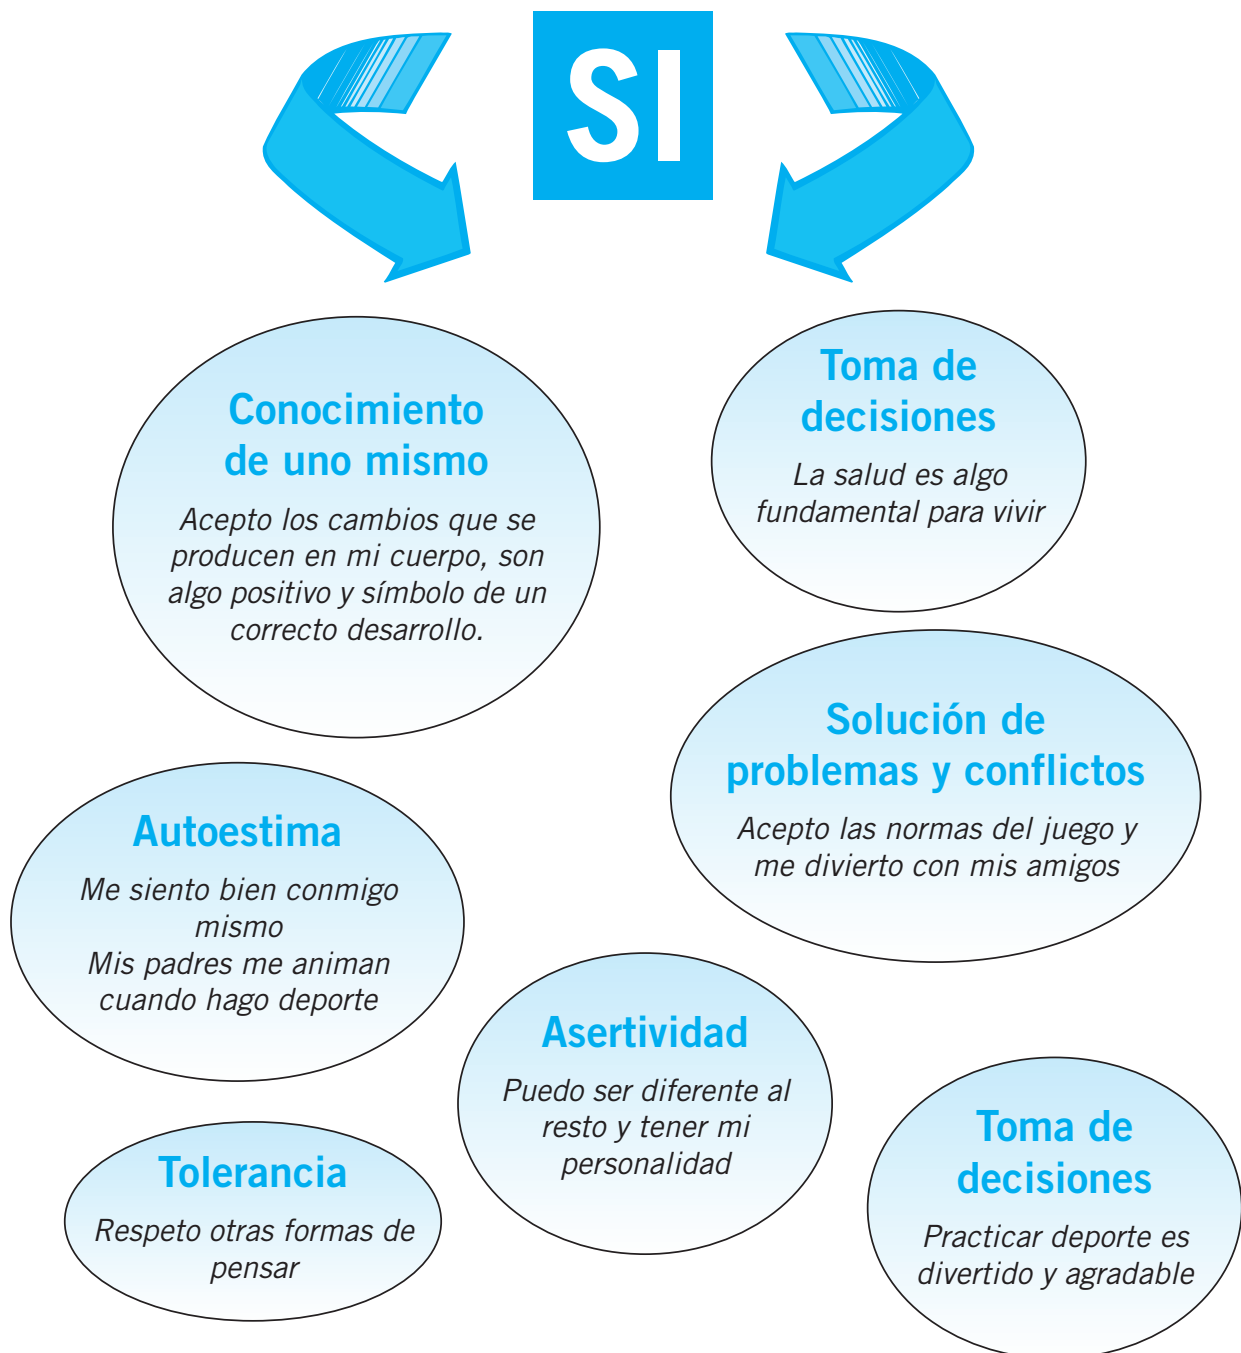 SI
Conocimiento
de uno mismo
Acepto los cambios que se
producen en mi cuerpo, son
algo positivo y símbolo de un
correcto desarrollo.
Toma de
decisiones
La salud es algo
fundamental para vivir
Solución de
problemas y conflictos
Acepto las normas del juego y
me divierto con mis amigos
Autoestima
Me siento bien conmigo
mismo
Mis padres me animan
cuando hago deporte
Asertividad
Puedo ser diferente al
resto y tener mi
personalidad
Toma de
decisiones
Practicar deporte es
divertido y agradable
Tolerancia
Respeto otras formas de
pensar